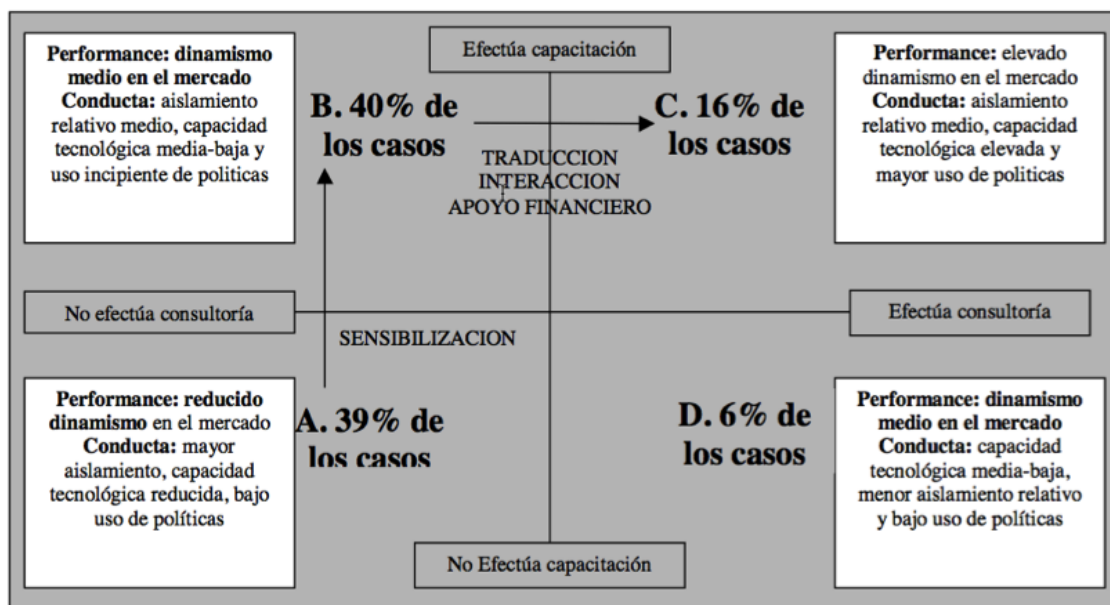 Performance: dinamismo
medio en el mercado
Conducta: aislamiento
relativo medio, capacidad
tecnológica media-baja y
uso incipiente de politicas
Efectúa capacitación
B. 40% de
los casos
C. 16% de
los casos
TRADUCCION
INTERACCION
APOYO FINANCIERO
Performance: elevado
dinamismo en el mercado
Conducta: aislamiento
relativo medio, capacidad
tecnológica elevada y
mayor uso de politicas
No efectúa consultoría
Efectúa consultoría
SENSIBILIZACION
Performance: reducido
dinamismo en el mercado
Conducta: mayor
aislamiento, capacidad
tecnológica reducida, bajo
uso de políticas
A. 39% de
los casos
D. 6% de
los casos
Performance: dinamismo
medio en el mercado
Conducta: capacidad
tecnológica media-baja,
menor aislamiento relativo
y bajo uso de políticas
No Efectúa capacitación